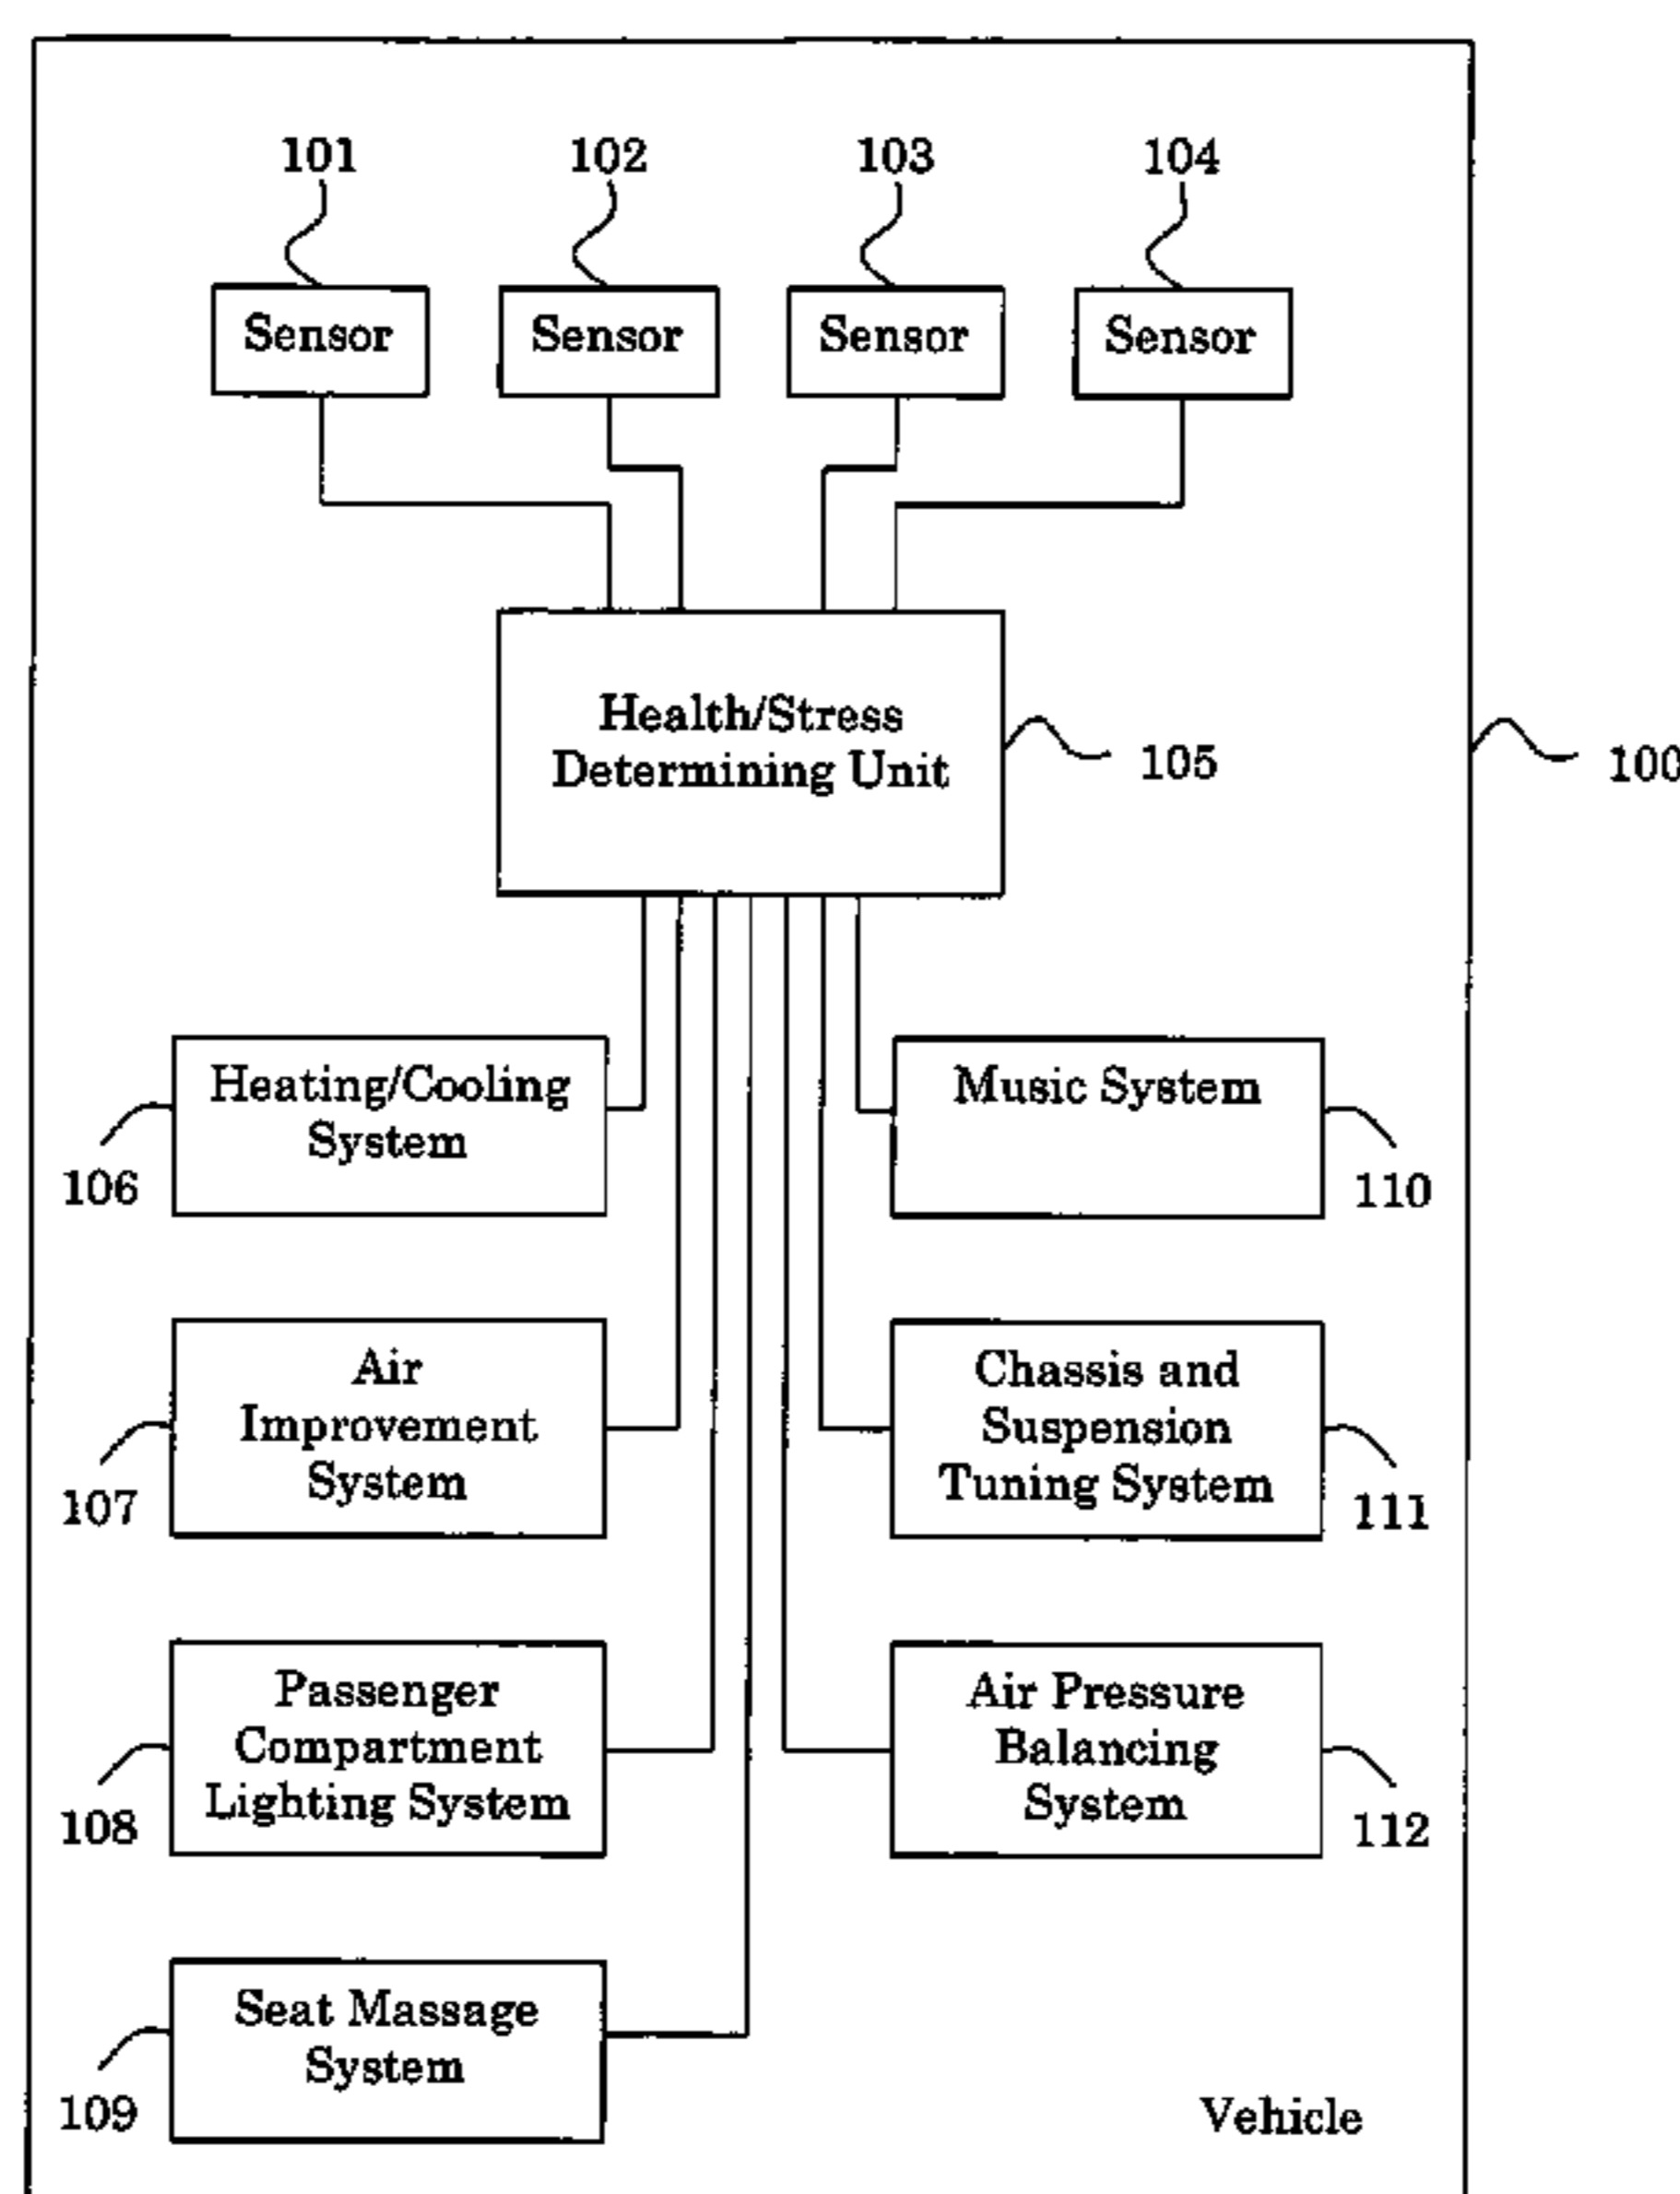 101
102
103
104
Sensor
Sensor
Sensor
Sensor
Health/Stress
Determining Unit
105
100
Heating/Cooling
System
106
Music System
110
Air
Improvement
System
107
Chassis and
Suspension
Tuning System
111
Passenger
Compartment
Lighting System
108
Air Pressure
Balancing
System
112
Seat Massage
System
109
Vehicle